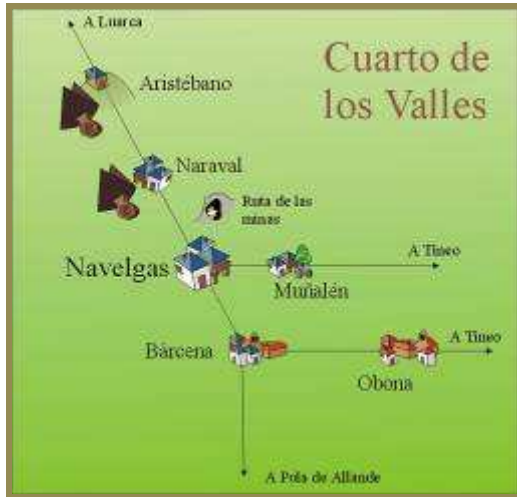 A Luarca
Cuarto de
los Valles
Aristébano
Naraval
Ruta de las
minas
Navelgas
A Tineo
Muñalén
Bárcena
A Tineo
Obona
A Pola de Allande